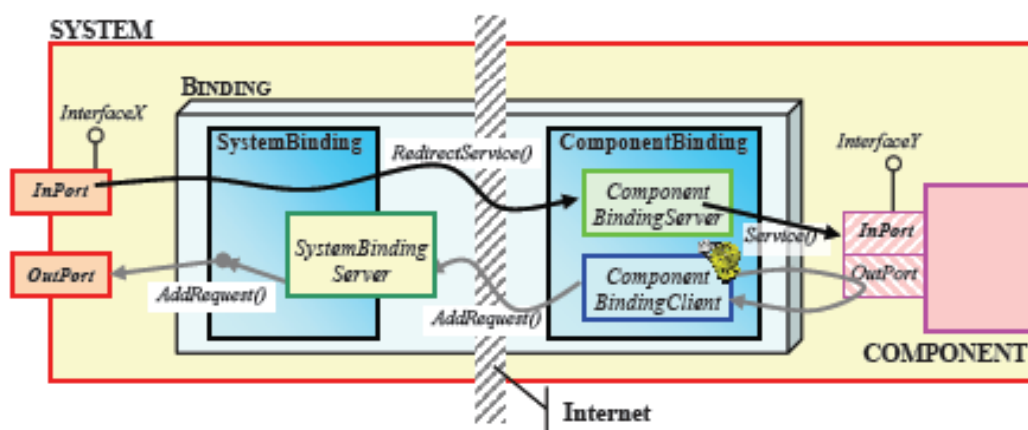 SYSTEM
BINDING
InterfaceX
SystemBinding
ComponentBinding
InterfaceY
RedirectService()
InPort
Component
BindingServer
Service()
InPort
SystemBinding
Server
OutPort
AddRequest()
AddRequest()
Component
BindingClient
OutPort
COMPONENT
Internet